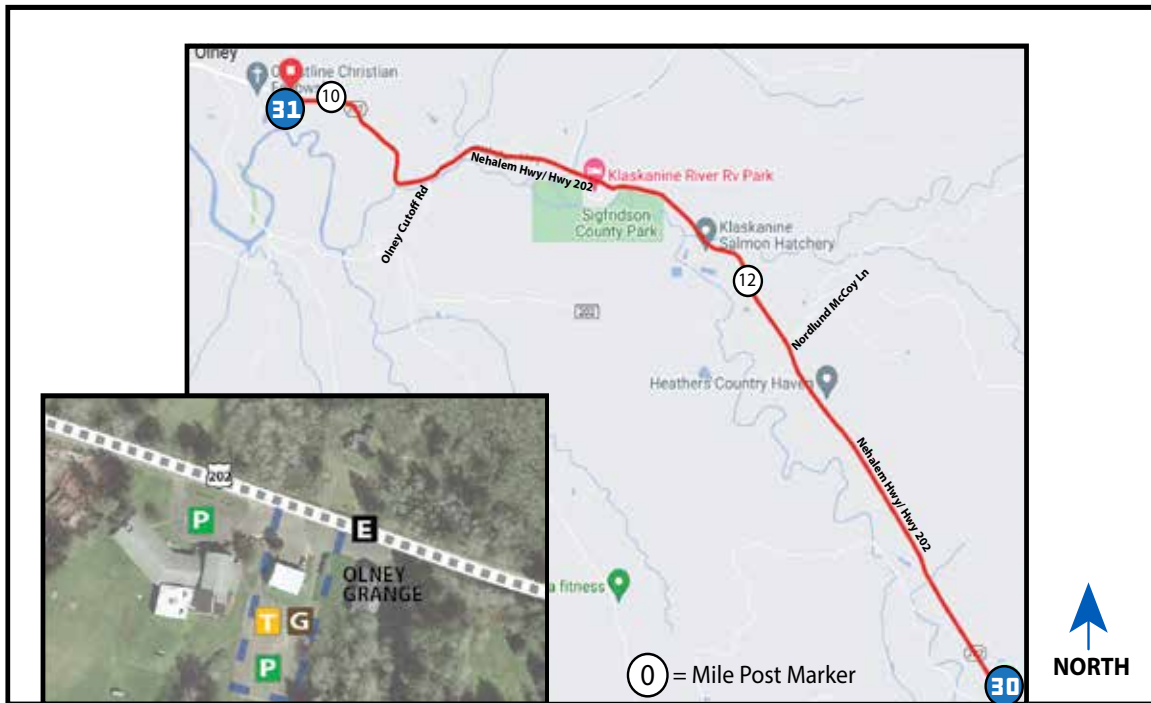 Olney
Christian
31
10
Nehalem Hwy/ Hwy 202
Klaskanine River Rv Park
Olney Cutoff Rd
Sigfridson
County Park
Klaskanine
Salmon Hatchery
12
Nordlund McCoy Ln
202
Heathers Country Haven
Nehalem Hwy/ Hwy 202
202
P
E
OLNEY
GRANGE
T G
P
a fitness
0 = Mile Post Marker
30
NORTH